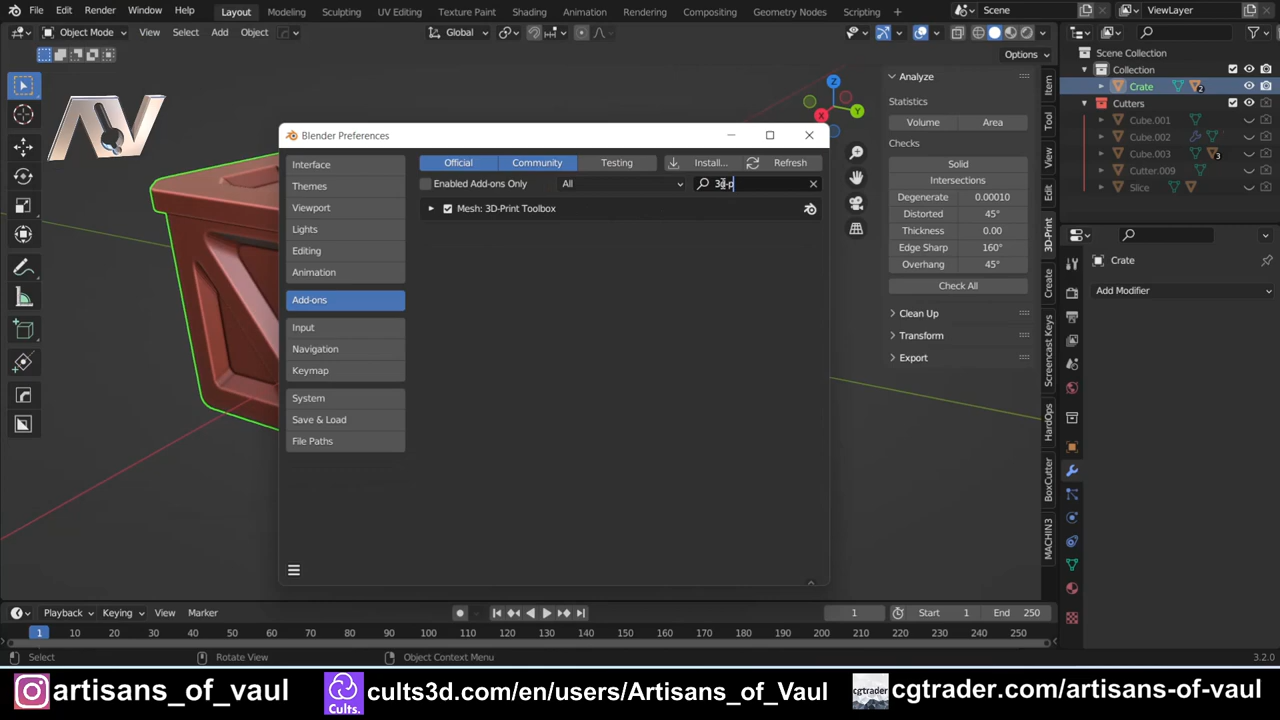 File Edit Render Window Help Layout Modeling Sculpting UV Editing Texture Paint Shading Animation Rendering Compositing Geometry Nodes Scripting + Scene ViewLayer
Object Mode View Select Add Object Global
Options
AV
Blender Preferences
Interface
Themes
Viewport
Lights
Editing
Animation
Add-ons
Input
Navigation
Keymap
System
Save & Load
File Paths
Official Community Testing Install... Refresh
Enabled Add-ons Only All 3d-p
Mesh: 3D-Print Toolbox
Z
Y
X
Analyze
Statistics
Volume Area
Checks
Solid
Intersections
Degenerate 0.00010
Distorted 45°
Thickness 0.00
Edge Sharp 160°
Overhang 45°
Check All
Clean Up
Transform
Export
Item
Tool
View
Edit
3D-Print
Create
Screencast Keys
HardOps
BoxCutter
MACHIN3
Scene Collection
Collection
Crate 2
Cutters
Cube.001
Cube.002
Cube.003 3
Cutter.009
Slice
Crate
Add Modifier
Playback Keying View Marker 1 Start 1 End 250
1 10 20 30 40 50 60 70 80 90 100 110 120 130 140 150 160 170 180 190 200 210 220 230 240 250
Select Rotate View Object Context Menu 3.2.0
artisans_of_vaul Cults. cults3d.com/en/users/Artisans_of_Vaul cgtrader.com/artisans-of-vaul